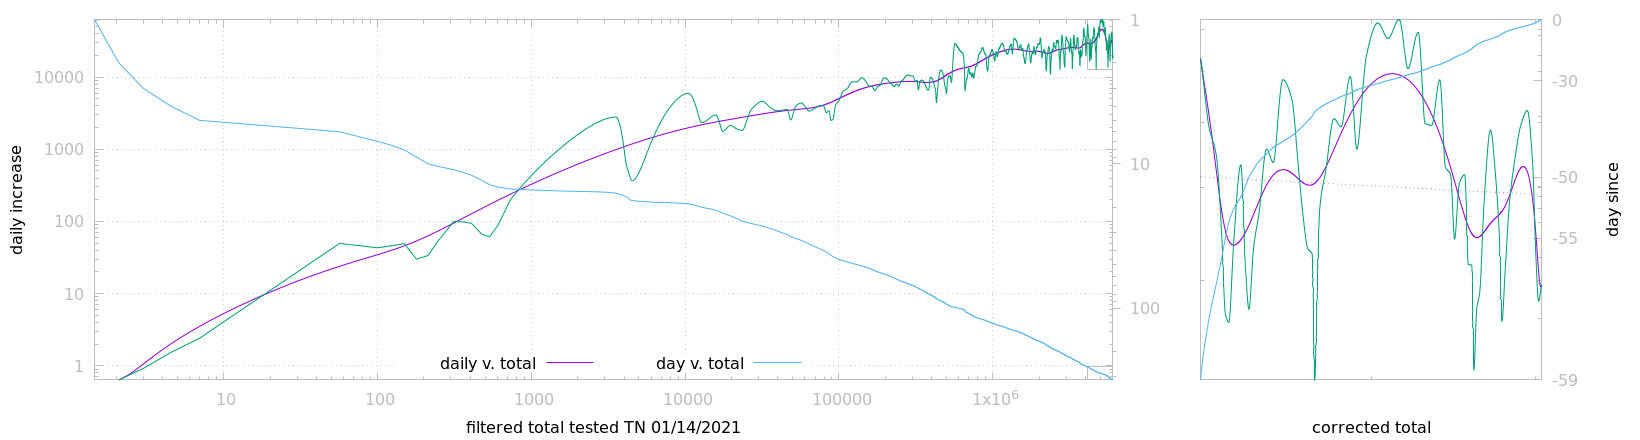 daily increase
10000
1000
100
10
1
10
100
1000
10000
100000
1x10⁶
filtered total tested TN 01/14/2021
daily v. total
day v. total
1
10
100
0
-30
-50
-55
-59
day since
corrected total